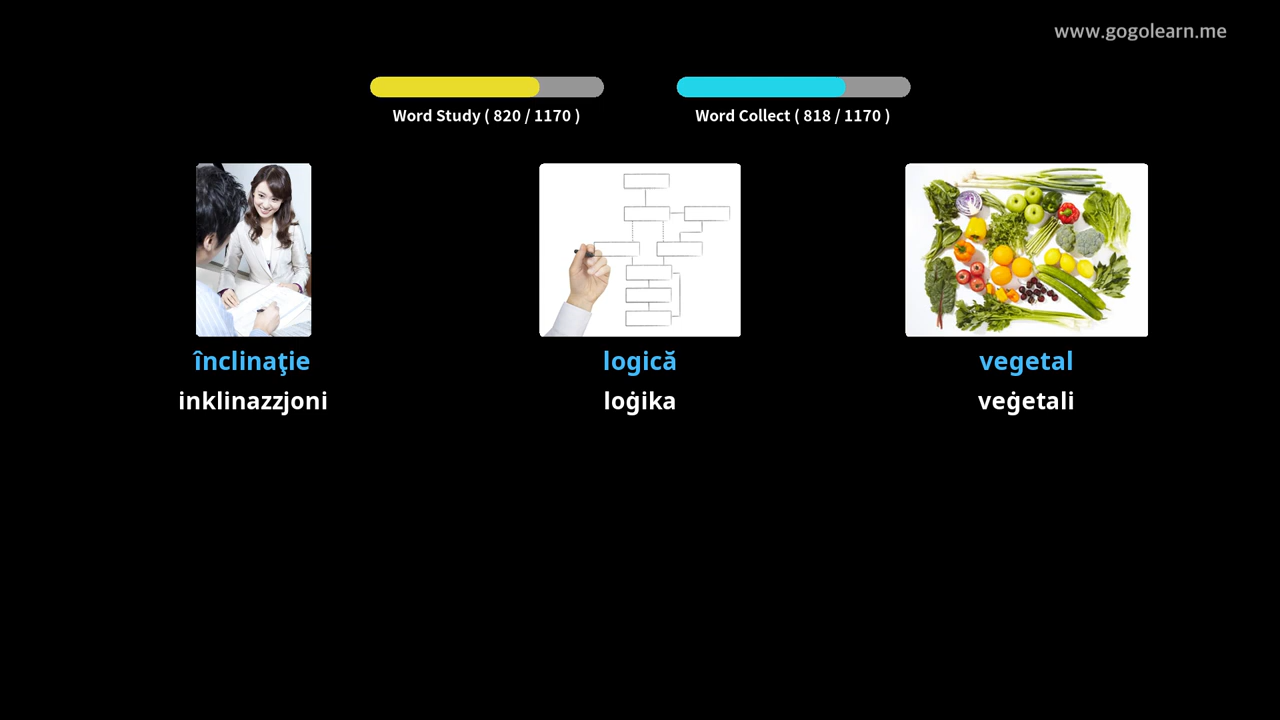 www.gogolearn.me
Word Study ( 820 / 1170 )
Word Collect ( 818 / 1170 )
înclinaţie
logică
vegetal
inklinazzjoni
loġika
veġetali